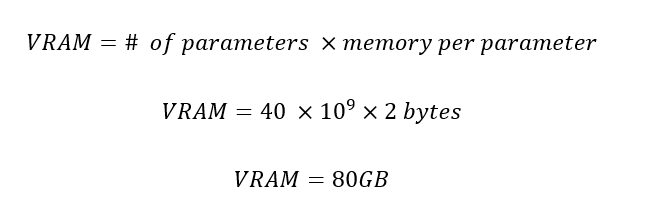 VRAM = # of parameters × memory per parameter
VRAM = 40 × 10⁹ × 2 bytes
VRAM = 80GB